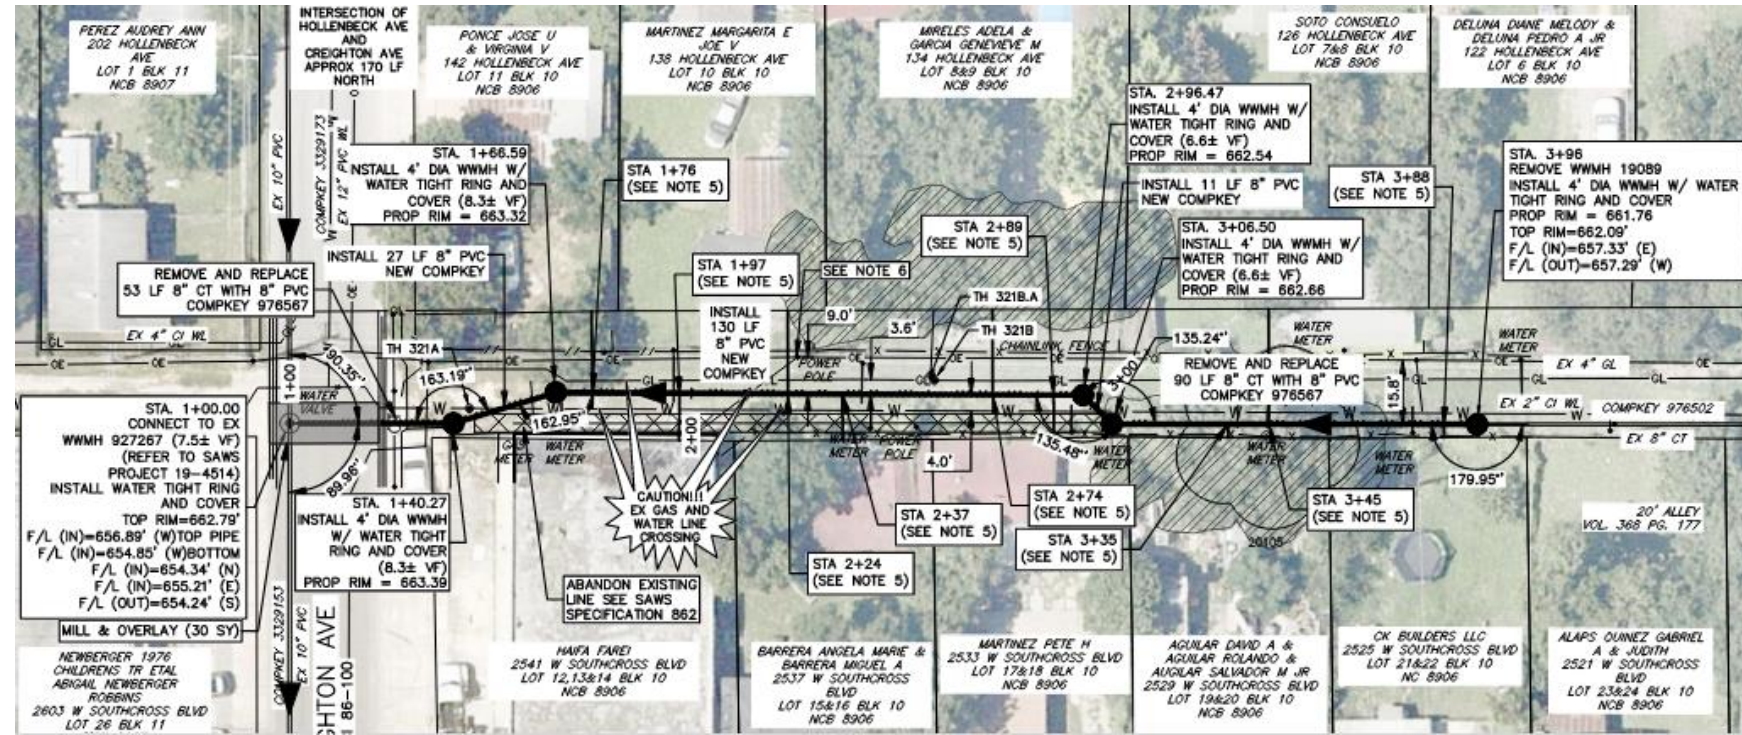 PEREZ AUDREY ANN
202 HOLLENBECK
AVE
LOT 1 BLK 11
NCB 8907
INTERSECTION OF
HOLLENBECK AVE
AND
CREIGHTON AVE
APPROX 170 LF
NORTH
PONCE JOSE U
& VIRGINIA V
142 HOLLENBECK AVE
LOT 11 BLK 10
NCB 8906
MARTINEZ MARGARITA E
JOE V
138 HOLLENBECK AVE
LOT 10 BLK 10
NCB 8906
MIRELES ADELA &
GARCIA GENEVIEVE M
134 HOLLENBECK AVE
LOT 8&9 BLK 10
NCB 8906
SOTO CONSUELO
126 HOLLENBECK AVE
LOT 7&8 BLK 10
NCB 8906
DELUNA DIANE MELODY &
DELUNA PEDRO A JR
122 HOLLENBECK AVE
LOT 6 BLK 10
NCB 8906
EX 10" PVC
COMPKEY 3329173
W EX 12" PVC WL
STA. 1+66.59
INSTALL 4' DIA WWMH W/
WATER TIGHT RING AND
COVER (8.3± VF)
PROP RIM = 663.32
STA 1+76
(SEE NOTE 5)
STA. 2+96.47
INSTALL 4' DIA WWMH W/
WATER TIGHT RING AND
COVER (6.6± VF)
PROP RIM = 662.54
INSTALL 11 LF 8" PVC
NEW COMPKEY
STA 3+88
(SEE NOTE 5)
STA. 3+96
REMOVE WWMH 19089
INSTALL 4' DIA WWMH W/ WATER
TIGHT RING AND COVER
PROP RIM = 661.76
TOP RIM=662.09'
F/L (IN)=657.33' (E)
F/L (OUT)=657.29' (W)
STA 2+89
(SEE NOTE 5)
STA. 3+06.50
INSTALL 4' DIA WWMH W/
WATER TIGHT RING AND
COVER (6.6± VF)
PROP RIM = 662.66
INSTALL 27 LF 8" PVC
NEW COMPKEY
REMOVE AND REPLACE
53 LF 8" CT WITH 8" PVC
COMPKEY 976567
OE
STA 1+97
(SEE NOTE 5)
SEE NOTE 6
INSTALL
130 LF
8" PVC
NEW
COMPKEY
TH 321B.A
TH 321B
9.0'
3.6'
CHAINLINK FENCE
POWER
POLE
WATER
METER
135.24"
REMOVE AND REPLACE
90 LF 8" CT WITH 8" PVC
COMPKEY 976567
WATER
METER
GL
EX 4" CI WL
GL
OE
TH 321A
OE
OE
OE
OE
EX 4" GL
GL
GL
GL
GL
190.35"
163.19"
162.95"
1+00
WATER
VALVE
2+00
3+00
15.8'
EX 2" CI WL
W
COMPKEY 976502
EX 8" CT
W
W
W
W
W
W
STA. 1+00.00
CONNECT TO EX
WWMH 927267 (7.5± VF)
(REFER TO SAWS
PROJECT 19-4514)
INSTALL WATER TIGHT RING
AND COVER
TOP RIM=662.79'
F/L (IN)=656.89' (W)TOP PIPE
F/L (IN)=654.85' (W)BOTTOM
F/L (IN)=654.34' (N)
F/L (IN)=655.21' (E)
F/L (OUT)=654.24' (S)
MILL & OVERLAY (30 SY)
89.96"
STA. 1+40.27
INSTALL 4' DIA WWMH
W/ WATER TIGHT
RING AND COVER
(8.3± VF)
PROP RIM = 663.39
METER
WATER
METER
CAUTION!!!
EX GAS AND
WATER LINE
CROSSING
ABANDON EXISTING
LINE SEE SAWS
SPECIFICATION 862
WATER
METER
POWER
POLE
4.0'
135.48"
WATER
METER
WATER
METER
WATER
METER
179.95"
STA 2+37
(SEE NOTE 5)
STA 2+24
(SEE NOTE 5)
STA 2+74
(SEE NOTE 5)
STA 3+35
(SEE NOTE 5)
STA 3+45
(SEE NOTE 5)
20105
20' ALLEY
VOL. 368 PG. 177
COMPKEY 3329153
EX 10" PVC
GHTON AVE
86-100
NEWBERGER 1976
CHILDRENS TR ETAL
ABIGAIL NEWBERGER
ROBBINS
2603 W SOUTHCROSS BLVD
LOT 26 BLK 11
HAIFA FAREI
2541 W SOUTHCROSS BLVD
LOT 12,13&14 BLK 10
NCB 8906
BARRERA ANGELA MARIE &
BARRERA MIGUEL A
2537 W SOUTHCROSS
BLVD
LOT 15&16 BLK 10
NCB 8906
MARTINEZ PETE H
2533 W SOUTHCROSS BLVD
LOT 17&18 BLK 10
NCB 8906
AGUILAR DAVID A &
AGUILAR ROLANDO &
AUGILAR SALVADOR M JR
2529 W SOUTHCROSS BLVD
LOT 19&20 BLK 10
NCB 8906
CK BUILDERS LLC
2525 W SOUTHCROSS BLVD
LOT 21&22 BLK 10
NC 8906
ALAPS QUINEZ GABRIEL
A & JUDITH
2521 W SOUTHCROSS
BLVD
LOT 23&24 BLK 10
NCB 8906